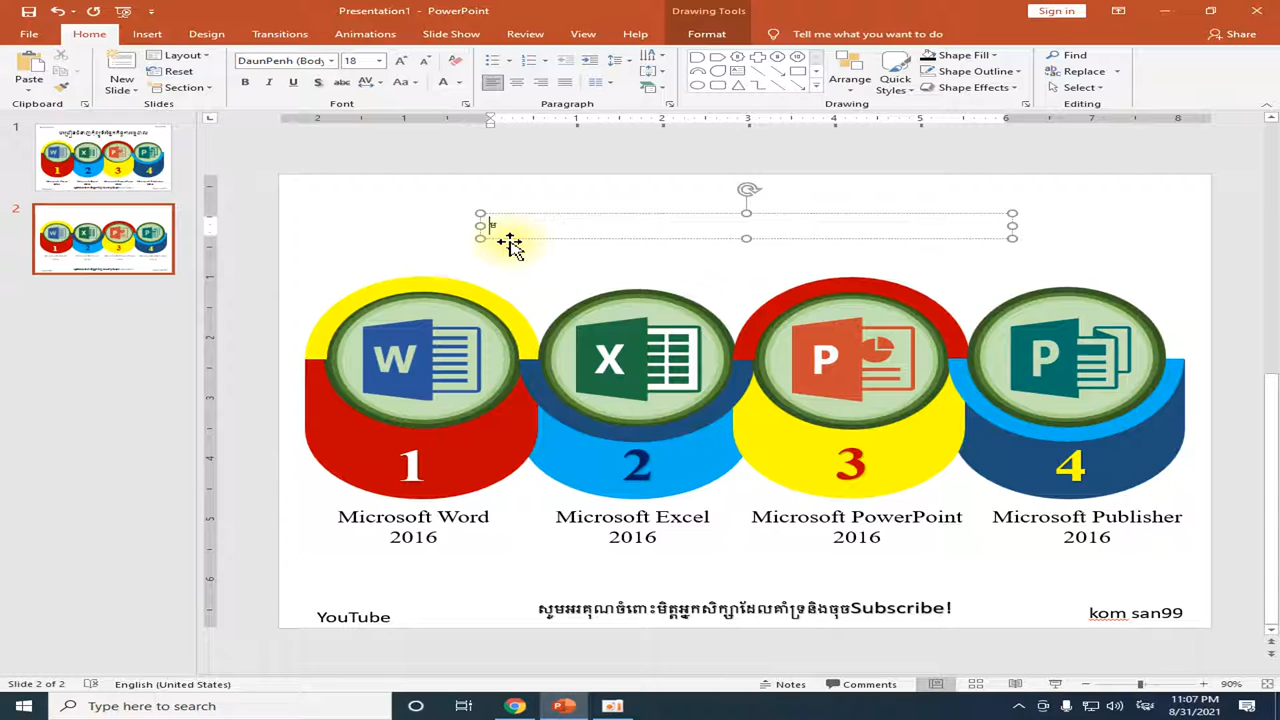 Presentation1 - PowerPoint
Drawing Tools
Sign in
File Home Insert Design Transitions Animations Slide Show Review View Help Format Tell me what you want to do Share
Paste
New Slide
Layout
Reset
Section
DaunPenh (Body)
18
Arrange
Quick Styles
Shape Fill
Shape Outline
Shape Effects
Find
Replace
Select
Clipboard Slides Font Paragraph Drawing Editing
1
2
W X P P
1 2 3 4
Microsoft Word 2016
Microsoft Excel 2016
Microsoft PowerPoint 2016
Microsoft Publisher 2016
YouTube
សូមអរគុណចំពោះមិត្តអ្នកសិក្សាដែលគាំទ្រនិងចុចSubscribe!
kom san99
Slide 2 of 2 English (United States) Notes Comments 90%
Type here to search
11:07 PM
8/31/2021